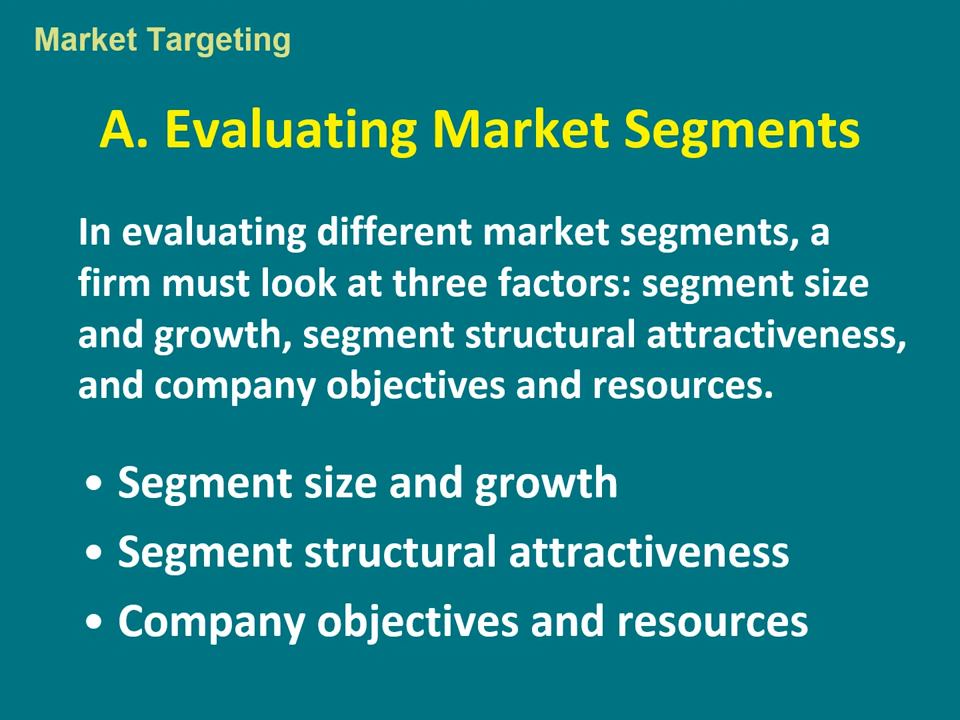 Market Targeting
A. Evaluating Market Segments
In evaluating different market segments, a
firm must look at three factors: segment size
and growth, segment structural attractiveness,
and company objectives and resources.
• Segment size and growth
• Segment structural attractiveness
• Company objectives and resources